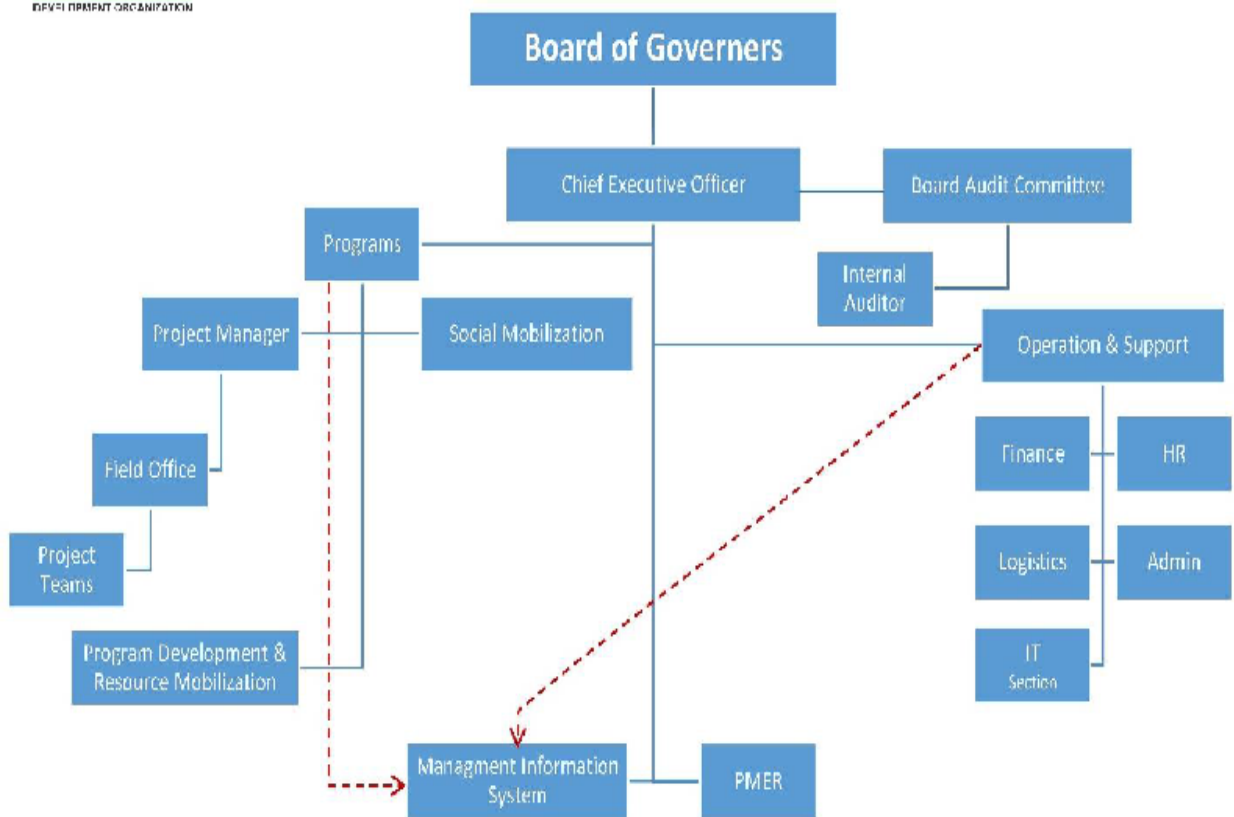 DEVELOPMENT ORGANIZATION
Board of Governers
Chief Executive Officer
Board Audit Committee
Programs
Internal
Auditor
Project Manager
Social Mobilization
Operation & Support
Field Office
Finance
HR
Project
Teams
Logistics
Admin
Program Development &
Resource Mobilization
IT
Section
Managment Information
System
PMER